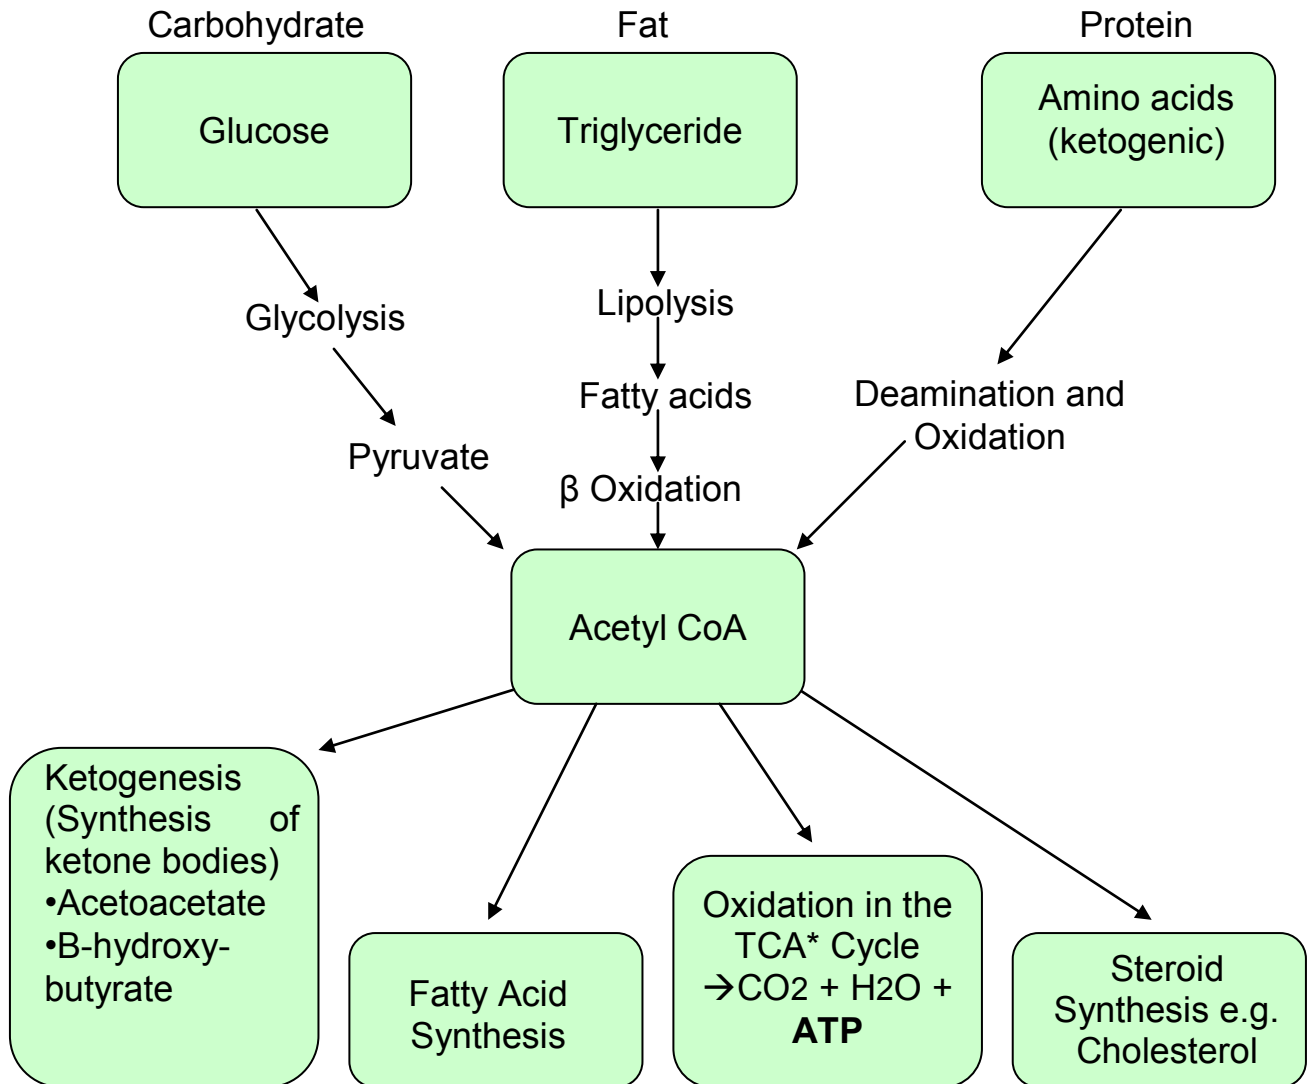 Carbohydrate
Fat
Protein
Glucose
Triglyceride
Amino acids
(ketogenic)
Glycolysis
Lipolysis
Fatty acids
Deamination and
Oxidation
Pyruvate
β Oxidation
Acetyl CoA
Ketogenesis
(Synthesis of
ketone bodies)
•Acetoacetate
•B-hydroxy-
butyrate
Fatty Acid
Synthesis
Oxidation in the
TCA* Cycle
→CO2 + H2O +
ATP
Steroid
Synthesis e.g.
Cholesterol